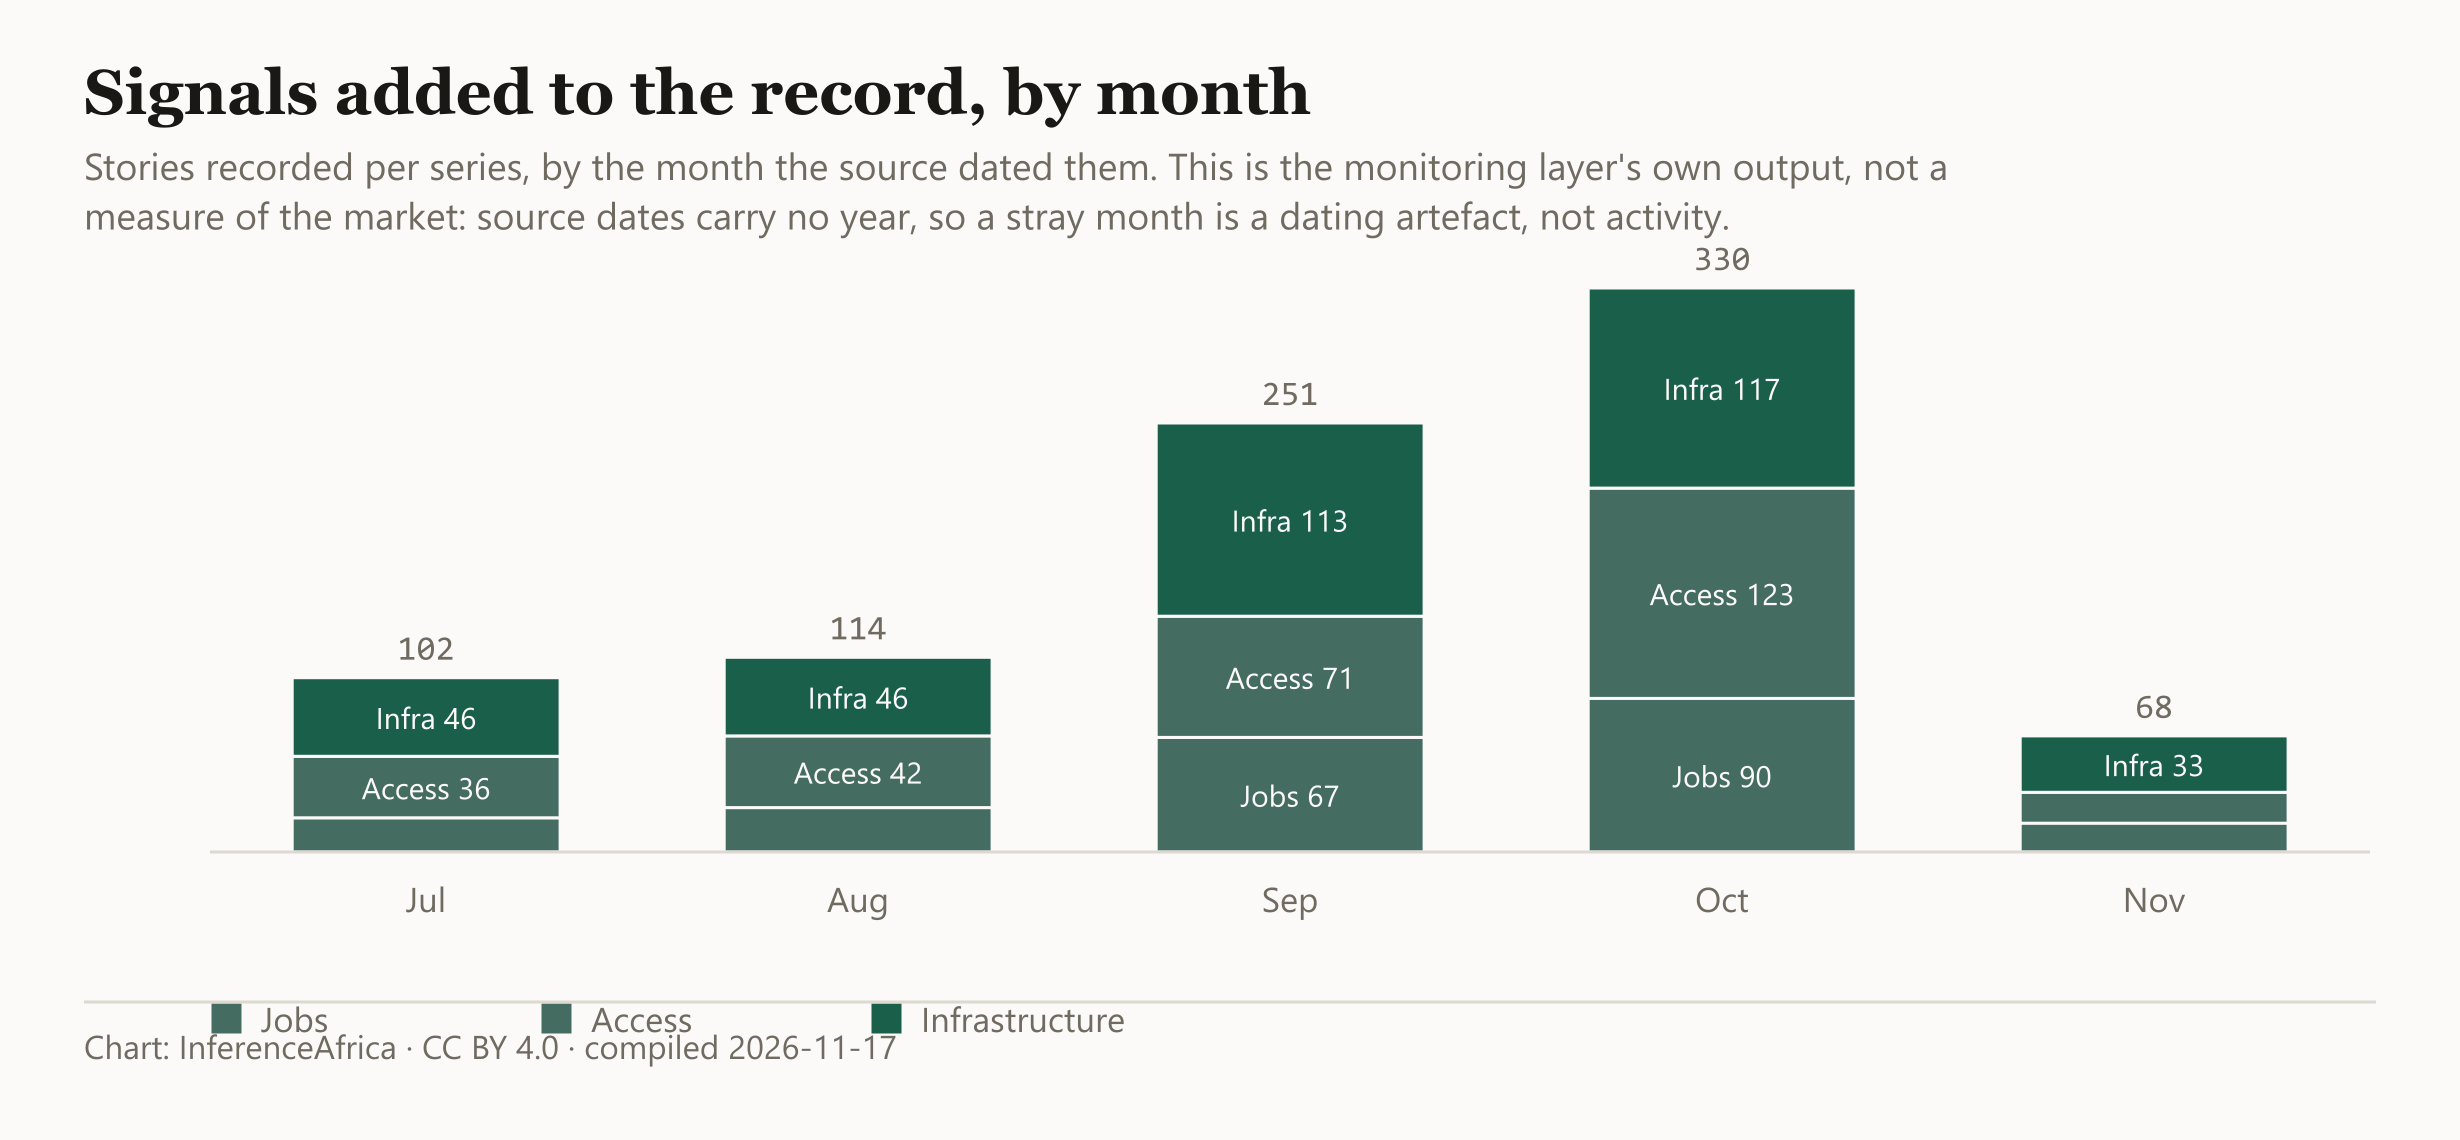 Signals added to the record, by month
Stories recorded per series, by the month the source dated them. This is the monitoring layer's own output, not a
measure of the market: source dates carry no year, so a stray month is a dating artefact, not activity.
330
Infra 117
251
Infra 113
Access 123
102
114
Infra 46
Infra 46
Access 71
68
Access 36
Access 42
Jobs 67
Jobs 90
Infra 33
Jul
Aug
Sep
Oct
Nov
Jobs
Access
Infrastructure
Chart: InferenceAfrica · CC BY 4.0 · compiled 2026-11-17